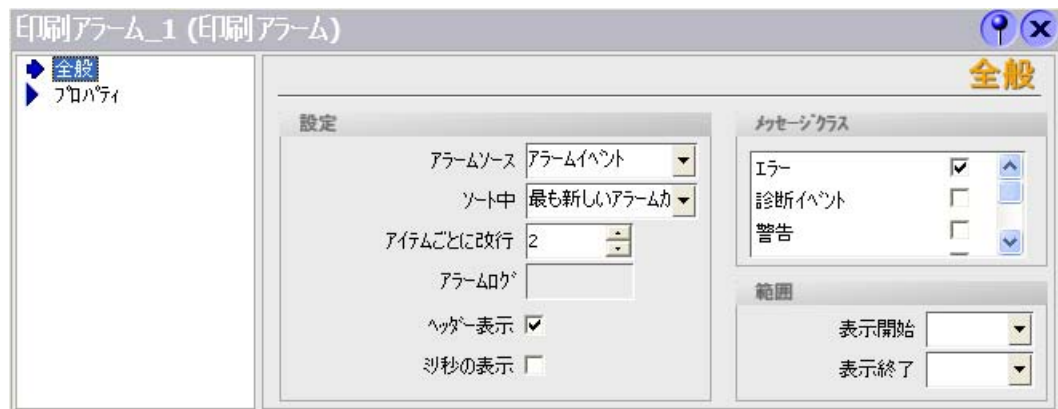 印刷アラーム_1 (印刷アラーム)
全般
プロパティ
全般
設定
アラームソース アラームイベント
ソート中 最も新しいアラームカ
アイテムごとに改行 2
アラームログ
ヘッダー表示
ミリ秒の表示
メッセージクラス
エラー
診断イベント
警告
範囲
表示開始
表示終了